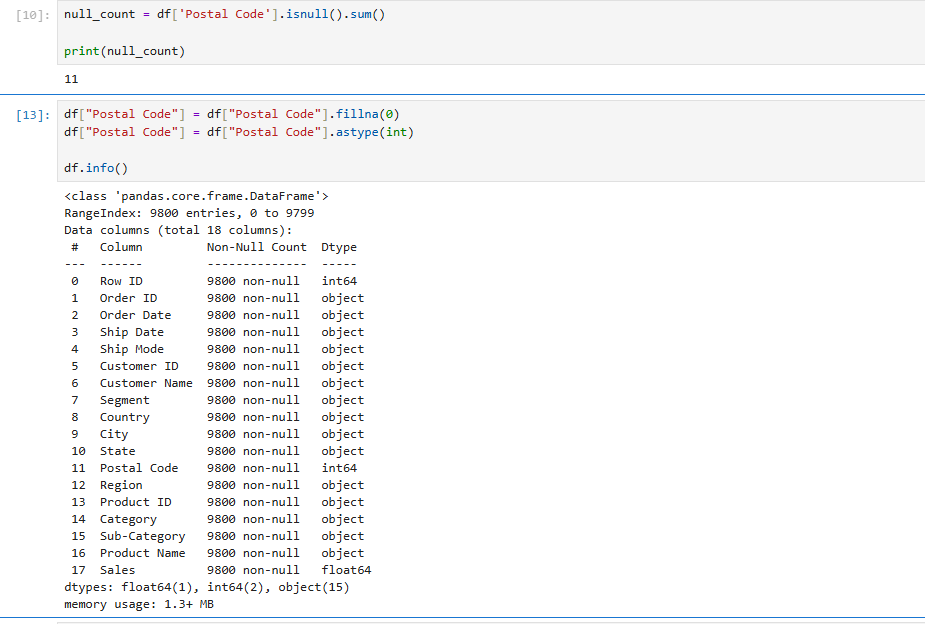 [10]: null_count = df['Postal Code'].isnull().sum()
print(null_count)
11
[13]: df["Postal Code"] = df["Postal Code"].fillna(0)
df["Postal Code"] = df["Postal Code"].astype(int)
df.info()
<class 'pandas.core.frame.DataFrame'>
RangeIndex: 9800 entries, 0 to 9799
Data columns (total 18 columns):
 #   Column         Non-Null Count  Dtype
---  ------         --------------  -----
 0   Row ID         9800 non-null   int64
 1   Order ID       9800 non-null   object
 2   Order Date     9800 non-null   object
 3   Ship Date      9800 non-null   object
 4   Ship Mode      9800 non-null   object
 5   Customer ID    9800 non-null   object
 6   Customer Name  9800 non-null   object
 7   Segment        9800 non-null   object
 8   Country        9800 non-null   object
 9   City           9800 non-null   object
 10  State          9800 non-null   object
 11  Postal Code    9800 non-null   int64
 12  Region         9800 non-null   object
 13  Product ID     9800 non-null   object
 14  Category       9800 non-null   object
 15  Sub-Category   9800 non-null   object
 16  Product Name   9800 non-null   object
 17  Sales          9800 non-null   float64
dtypes: float64(1), int64(2), object(15)
memory usage: 1.3+ MB